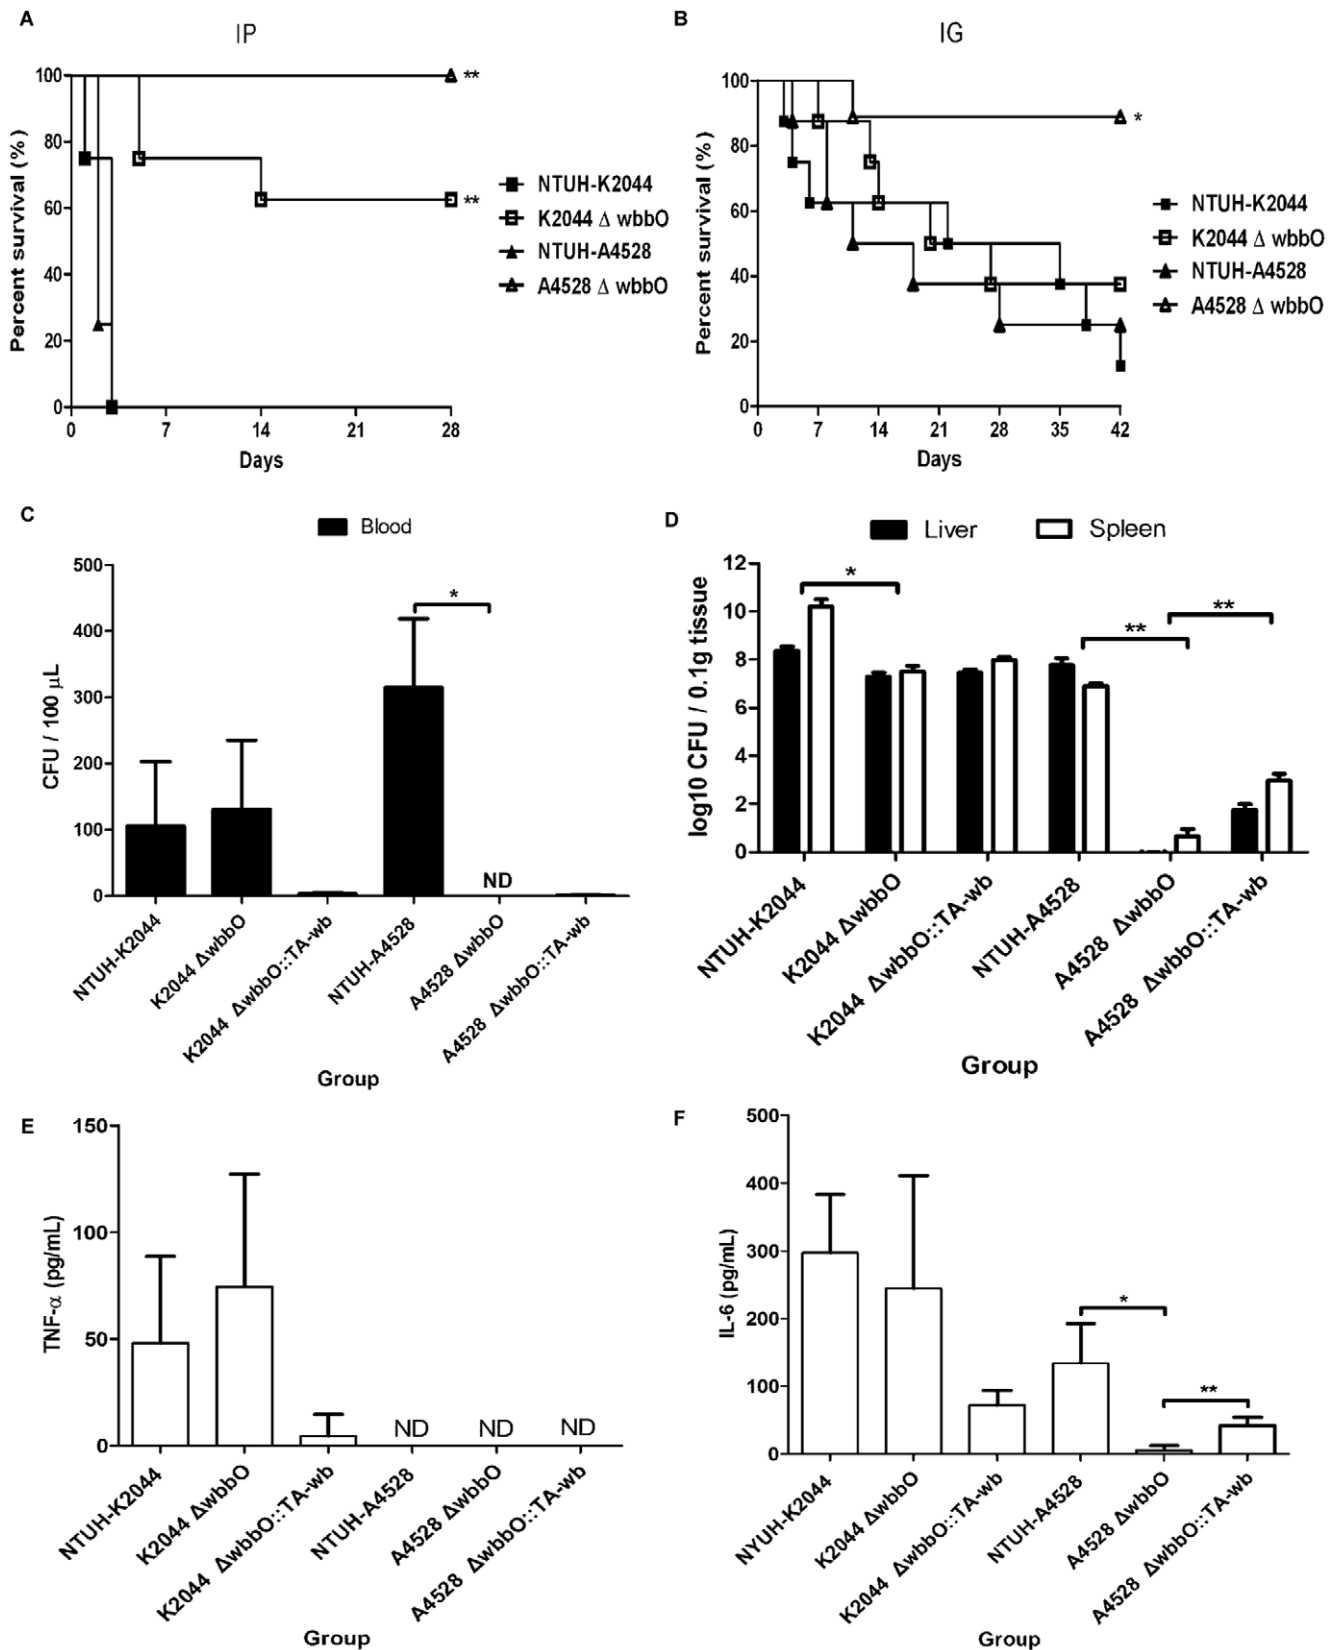 A
IP
Percent survival (%)
100
80
60
40
20
0
0 7 14 21 28
Days
**
**
NTUH-K2044
K2044 Δ wbbO
NTUH-A4528
A4528 Δ wbbO
B
IG
Percent survival (%)
100
80
60
40
20
0
0 7 14 21 28 35 42
Days
*
NTUH-K2044
K2044 Δ wbbO
NTUH-A4528
A4528 Δ wbbO
C
Blood
CFU / 100 μL
500
400
300
200
100
0
*
ND
NTUH-K2044
K2044 ΔwbbO
K2044 ΔwbbO::TA-wb
NTUH-A4528
A4528 ΔwbbO
A4528 ΔwbbO::TA-wb
Group
D
Liver Spleen
log10 CFU / 0.1g tissue
12
10
8
6
4
2
0
*
**
**
NTUH-K2044
K2044 ΔwbbO
K2044 ΔwbbO::TA-wb
NTUH-A4528
A4528 ΔwbbO
A4528 ΔwbbO::TA-wb
Group
E
TNF-α (pg/mL)
150
100
50
0
ND ND ND
NTUH-K2044
K2044 ΔwbbO
K2044 ΔwbbO::TA-wb
NTUH-A4528
A4528 ΔwbbO
A4528 ΔwbbO::TA-wb
Group
F
IL-6 (pg/mL)
500
400
300
200
100
0
*
**
NYUH-K2044
K2044 ΔwbbO
K2044 ΔwbbO::TA-wb
NTUH-A4528
A4528 ΔwbbO
A4528 ΔwbbO::TA-wb
Group